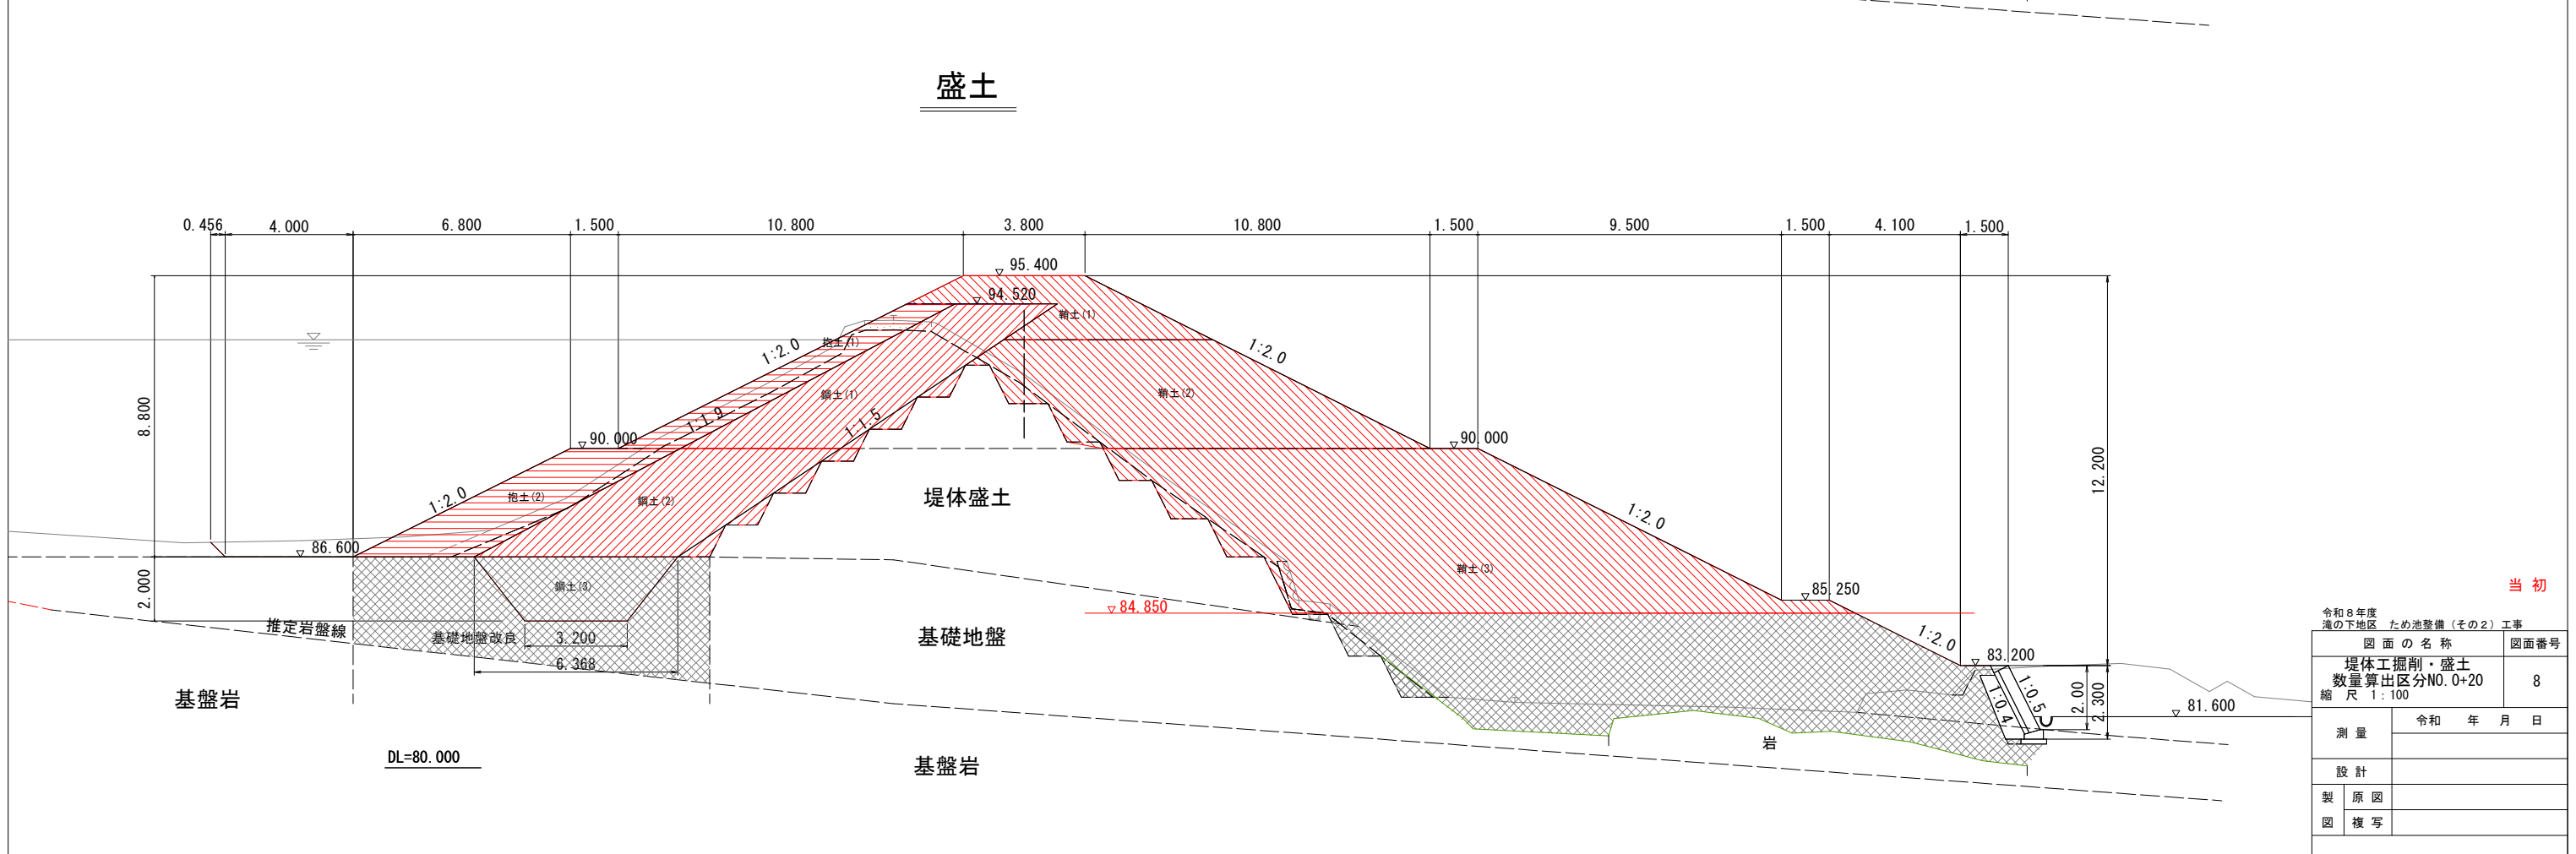 盛土
0.456
4.000
6.800
1.500
10.800
3.800
10.800
1.500
9.500
1.500
4.100
1.500
95.400
94.520
鞘土(1)
抱土(1)
1:2.0
1:2.0
鋼土(1)
鞘土(2)
8.800
1:1.9
1:1.5
90.000
90.000
12.200
抱土(2)
1:2.0
鋼土(2)
堤体盛土
1:2.0
86.600
鋼土(3)
鞘土(3)
85.250
84.850
2.000
推定岩盤線
基礎地盤改良
3.200
6.368
基礎地盤
1:2.0
83.200
1:0.5
1:0.4
2.00
2.300
81.600
基盤岩
岩
DL=80.000
基盤岩
当 初
令和8年度
滝の下地区 ため池整備(その2)工事
図 面 の 名 称
図面番号
堤体工掘削・盛土
数量算出区分NO.0+20
縮 尺 1:100
8
測 量
令和 年 月 日
設 計
製 図
原 図
複 写